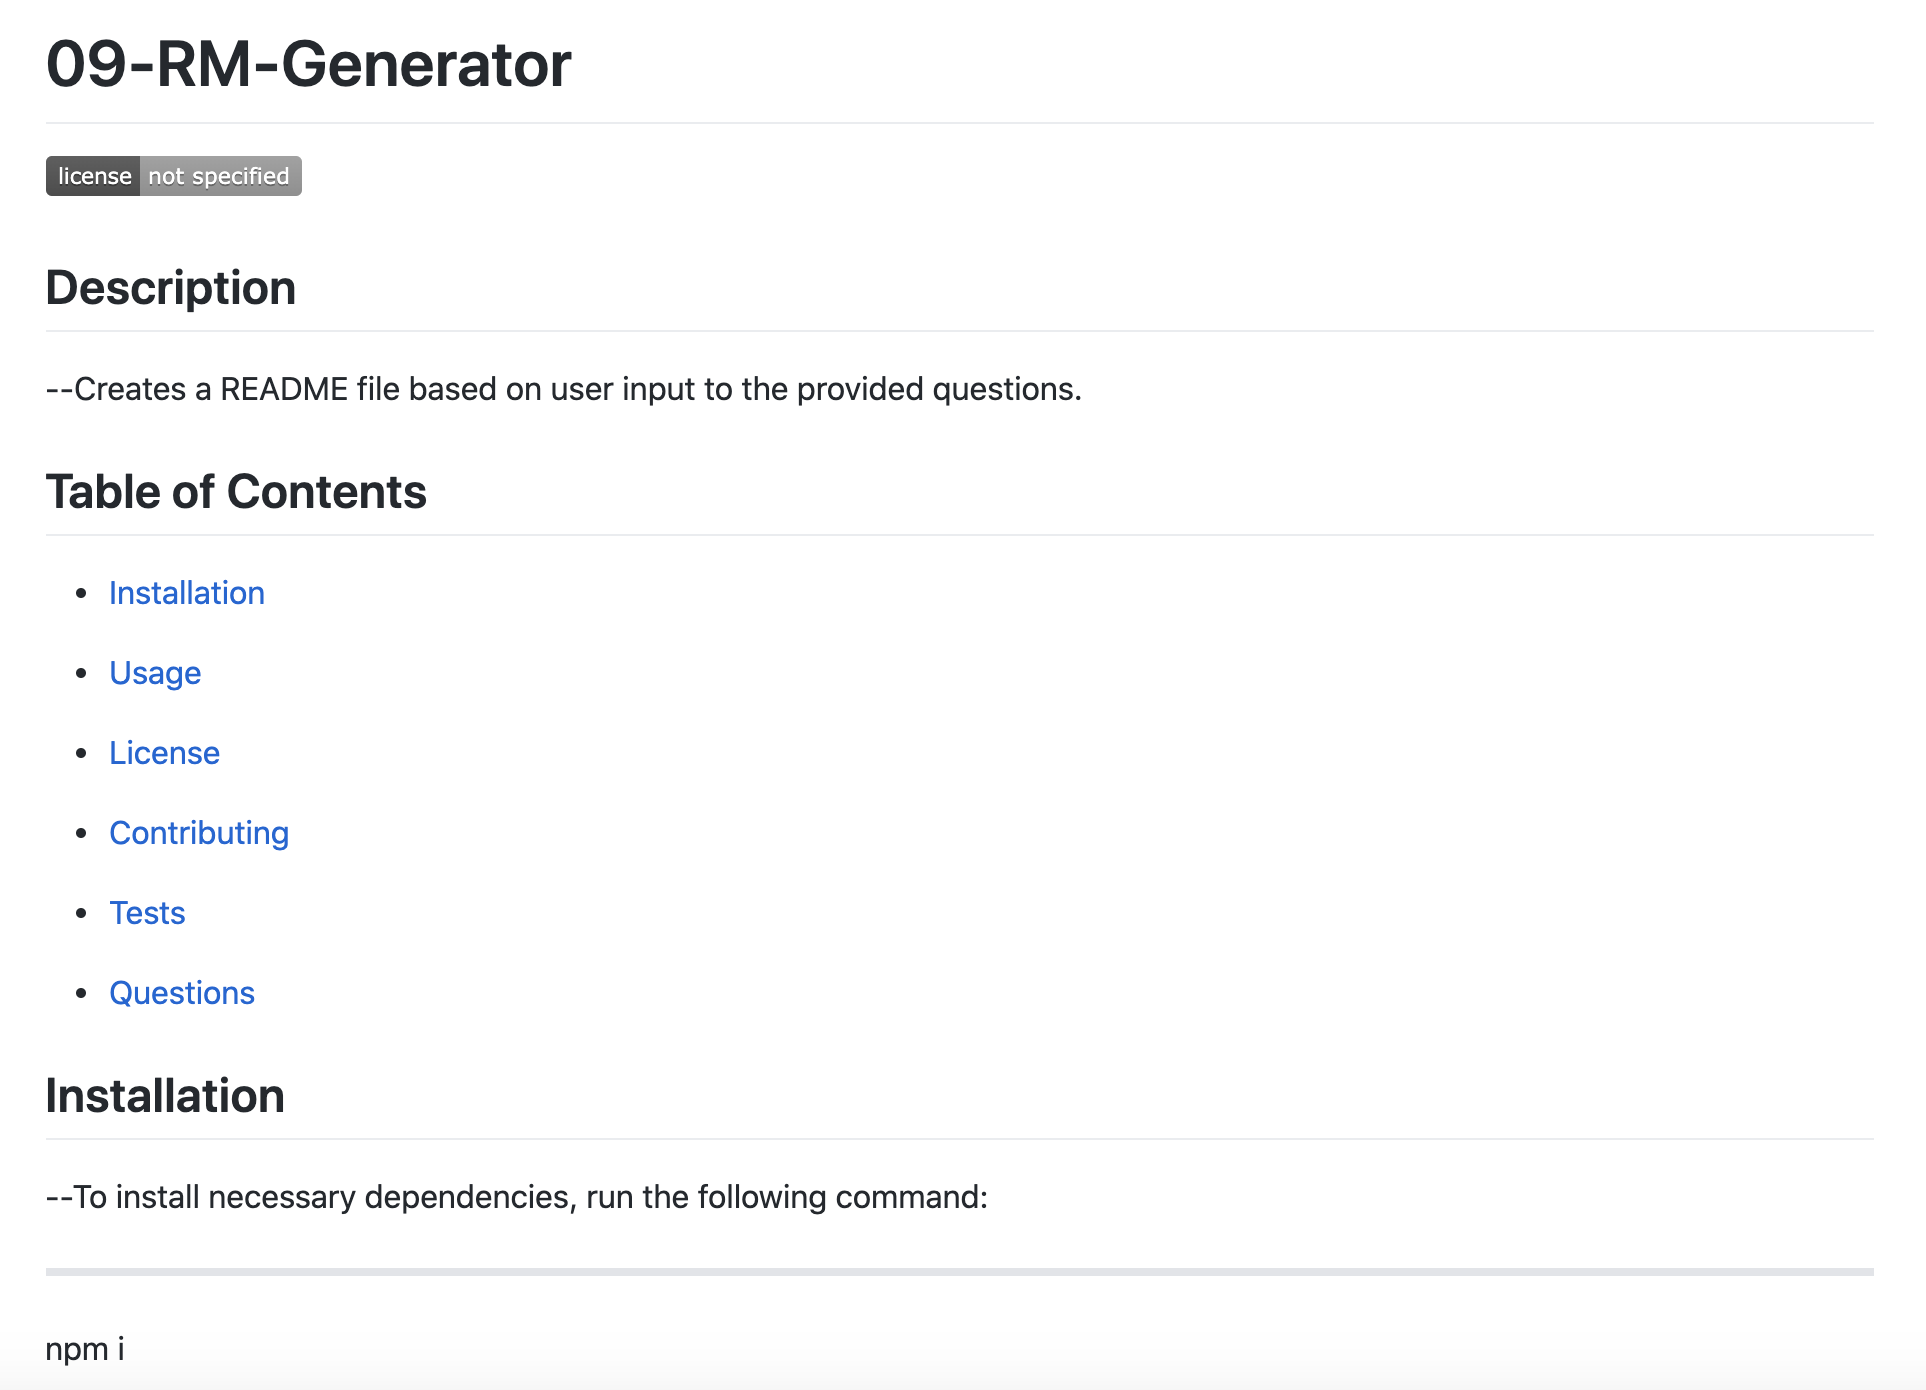 09-RM-Generator
license not specified
Description
--Creates a README file based on user input to the provided questions.
Table of Contents
• Installation
• Usage
• License
• Contributing
• Tests
• Questions
Installation
--To install necessary dependencies, run the following command:
npm i